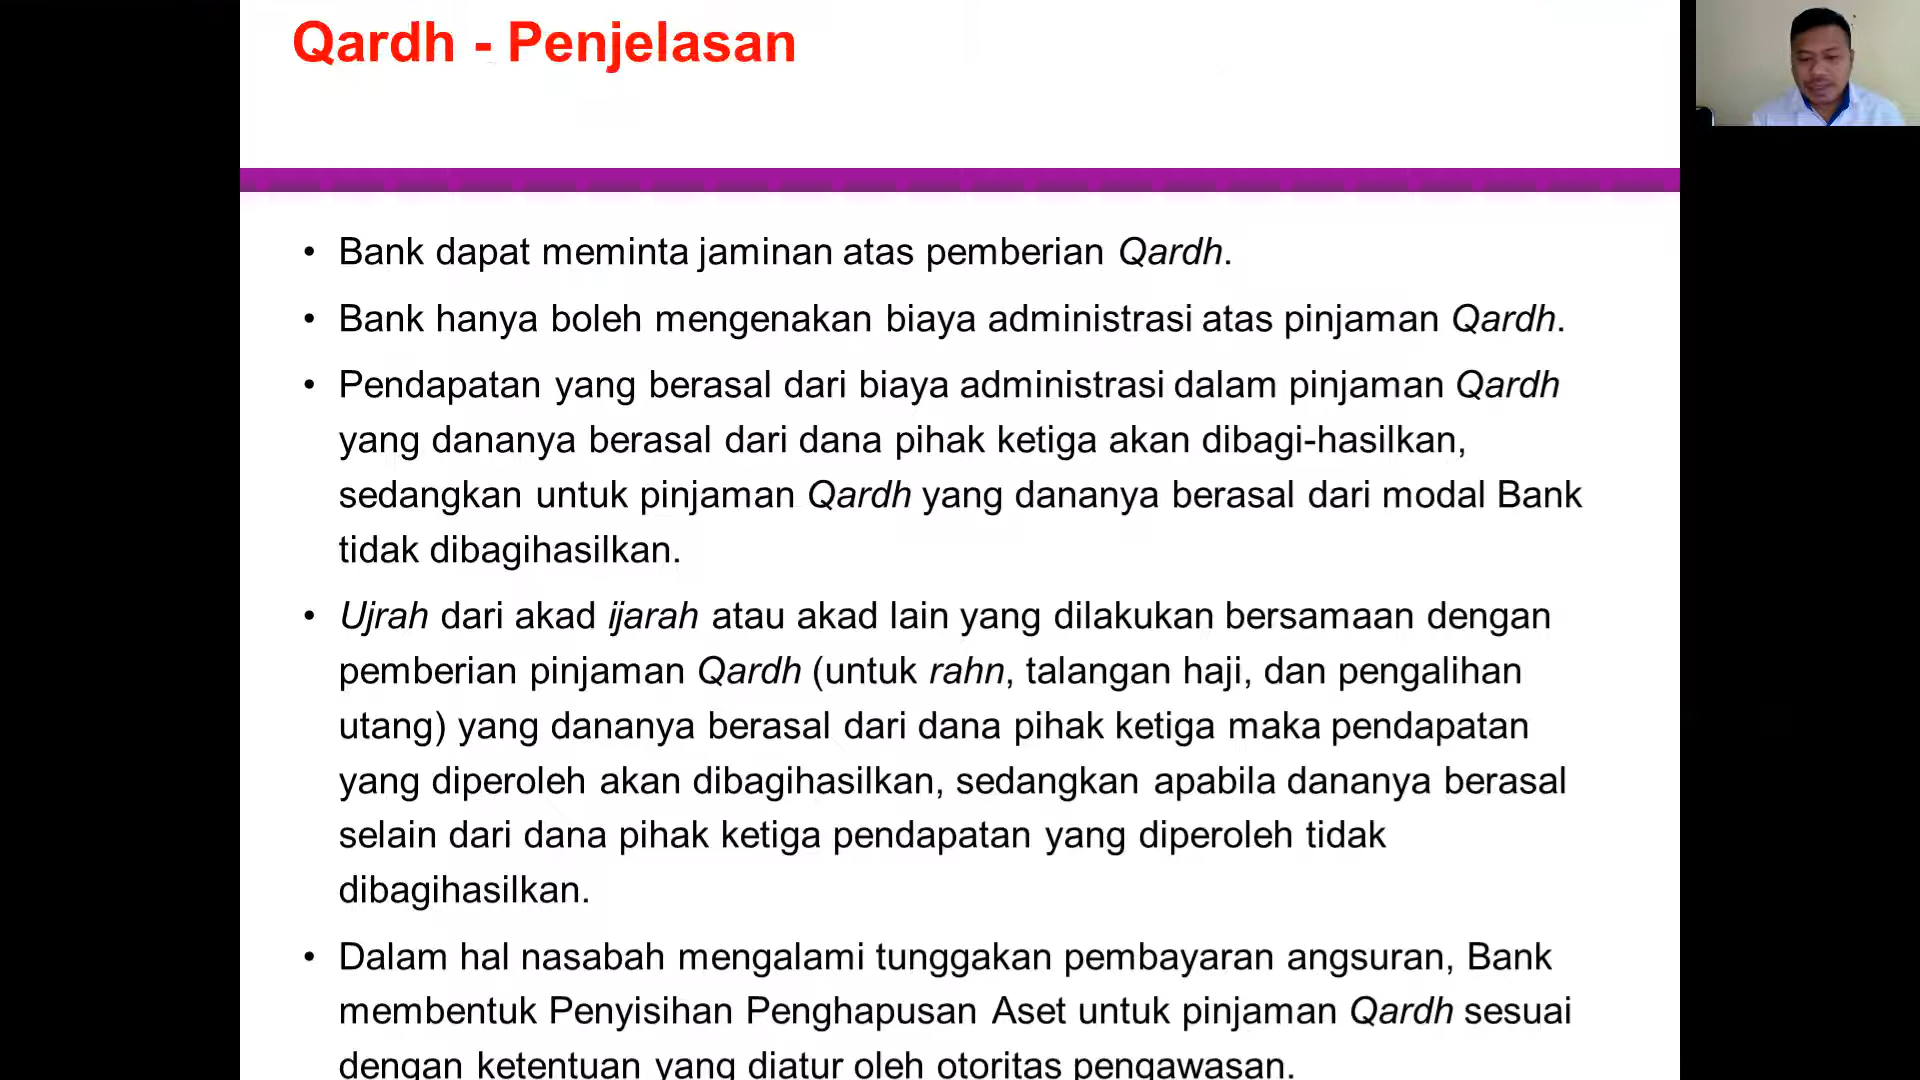 Qardh - Penjelasan
• Bank dapat meminta jaminan atas pemberian Qardh.
• Bank hanya boleh mengenakan biaya administrasi atas pinjaman Qardh.
• Pendapatan yang berasal dari biaya administrasi dalam pinjaman Qardh
yang dananya berasal dari dana pihak ketiga akan dibagi-hasilkan,
sedangkan untuk pinjaman Qardh yang dananya berasal dari modal Bank
tidak dibagihasilkan.
• Ujrah dari akad ijarah atau akad lain yang dilakukan bersamaan dengan
pemberian pinjaman Qardh (untuk rahn, talangan haji, dan pengalihan
utang) yang dananya berasal dari dana pihak ketiga maka pendapatan
yang diperoleh akan dibagihasilkan, sedangkan apabila dananya berasal
selain dari dana pihak ketiga pendapatan yang diperoleh tidak
dibagihasilkan.
• Dalam hal nasabah mengalami tunggakan pembayaran angsuran, Bank
membentuk Penyisihan Penghapusan Aset untuk pinjaman Qardh sesuai
dengan ketentuan yang diatur oleh otoritas pengawasan.